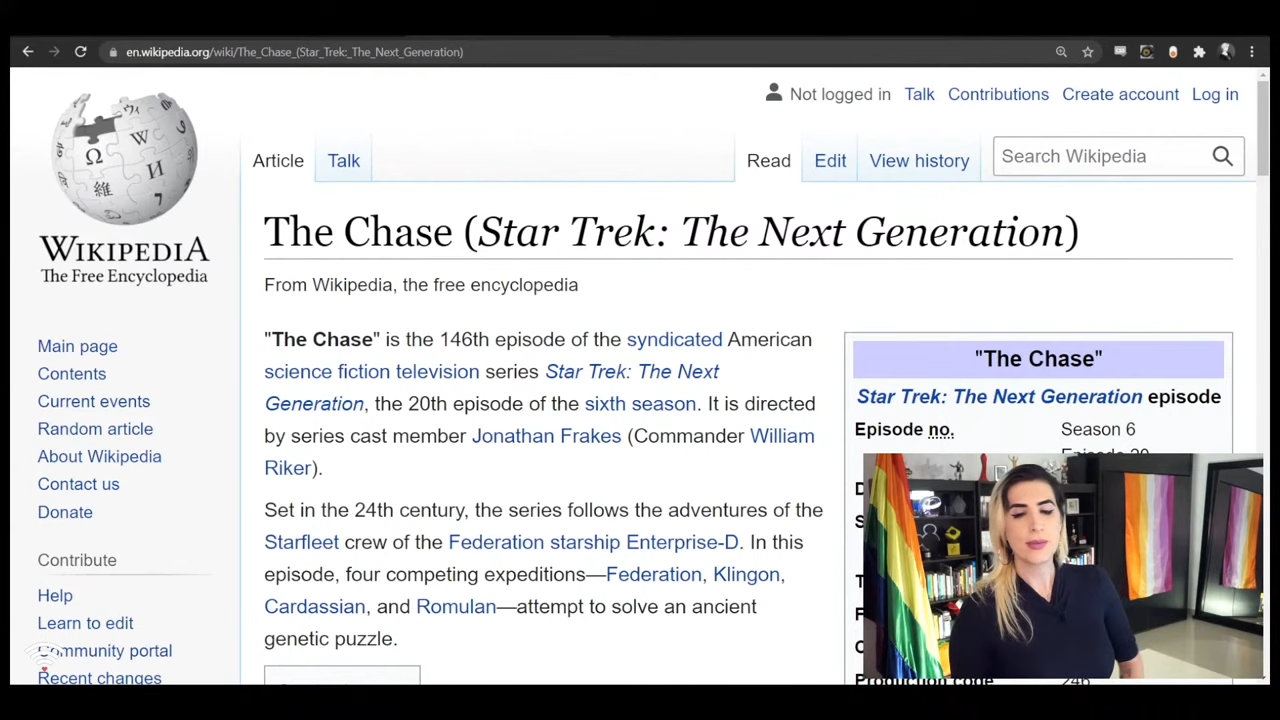 en.wikipedia.org/wiki/The_Chase_(Star_Trek:_The_Next_Generation)
Not logged in Talk Contributions Create account Log in
Article Talk Read Edit View history Search Wikipedia
WIKIPEDIA
The Free Encyclopedia
The Chase (Star Trek: The Next Generation)
From Wikipedia, the free encyclopedia
Main page
Contents
Current events
Random article
About Wikipedia
Contact us
Donate
Contribute
Help
Learn to edit
Community portal
Recent changes
"The Chase" is the 146th episode of the syndicated American
science fiction television series Star Trek: The Next
Generation, the 20th episode of the sixth season. It is directed
by series cast member Jonathan Frakes (Commander William
Riker).
Set in the 24th century, the series follows the adventures of the
Starfleet crew of the Federation starship Enterprise-D. In this
episode, four competing expeditions—Federation, Klingon,
Cardassian, and Romulan—attempt to solve an ancient
genetic puzzle.
"The Chase"
Star Trek: The Next Generation episode
Episode no. Season 6
Episode 20
Production code 246